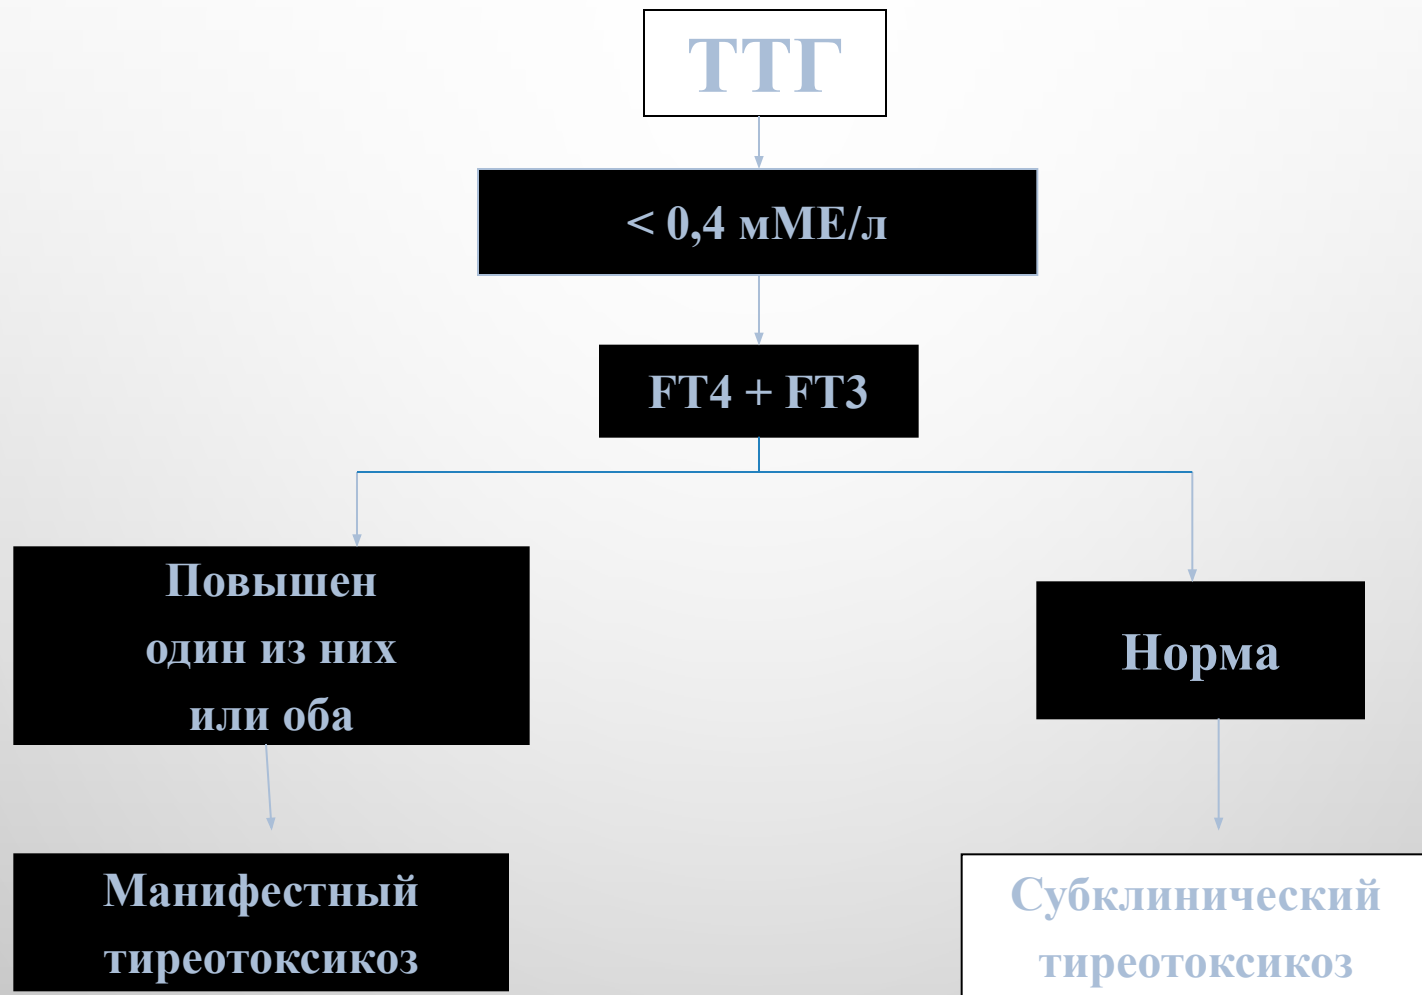 ТТГ
< 0,4 мМЕ/л
FT4 + FT3
Повышен
один из них
или оба
Норма
Манифестный
тиреотоксикоз
Субклинический
тиреотоксикоз